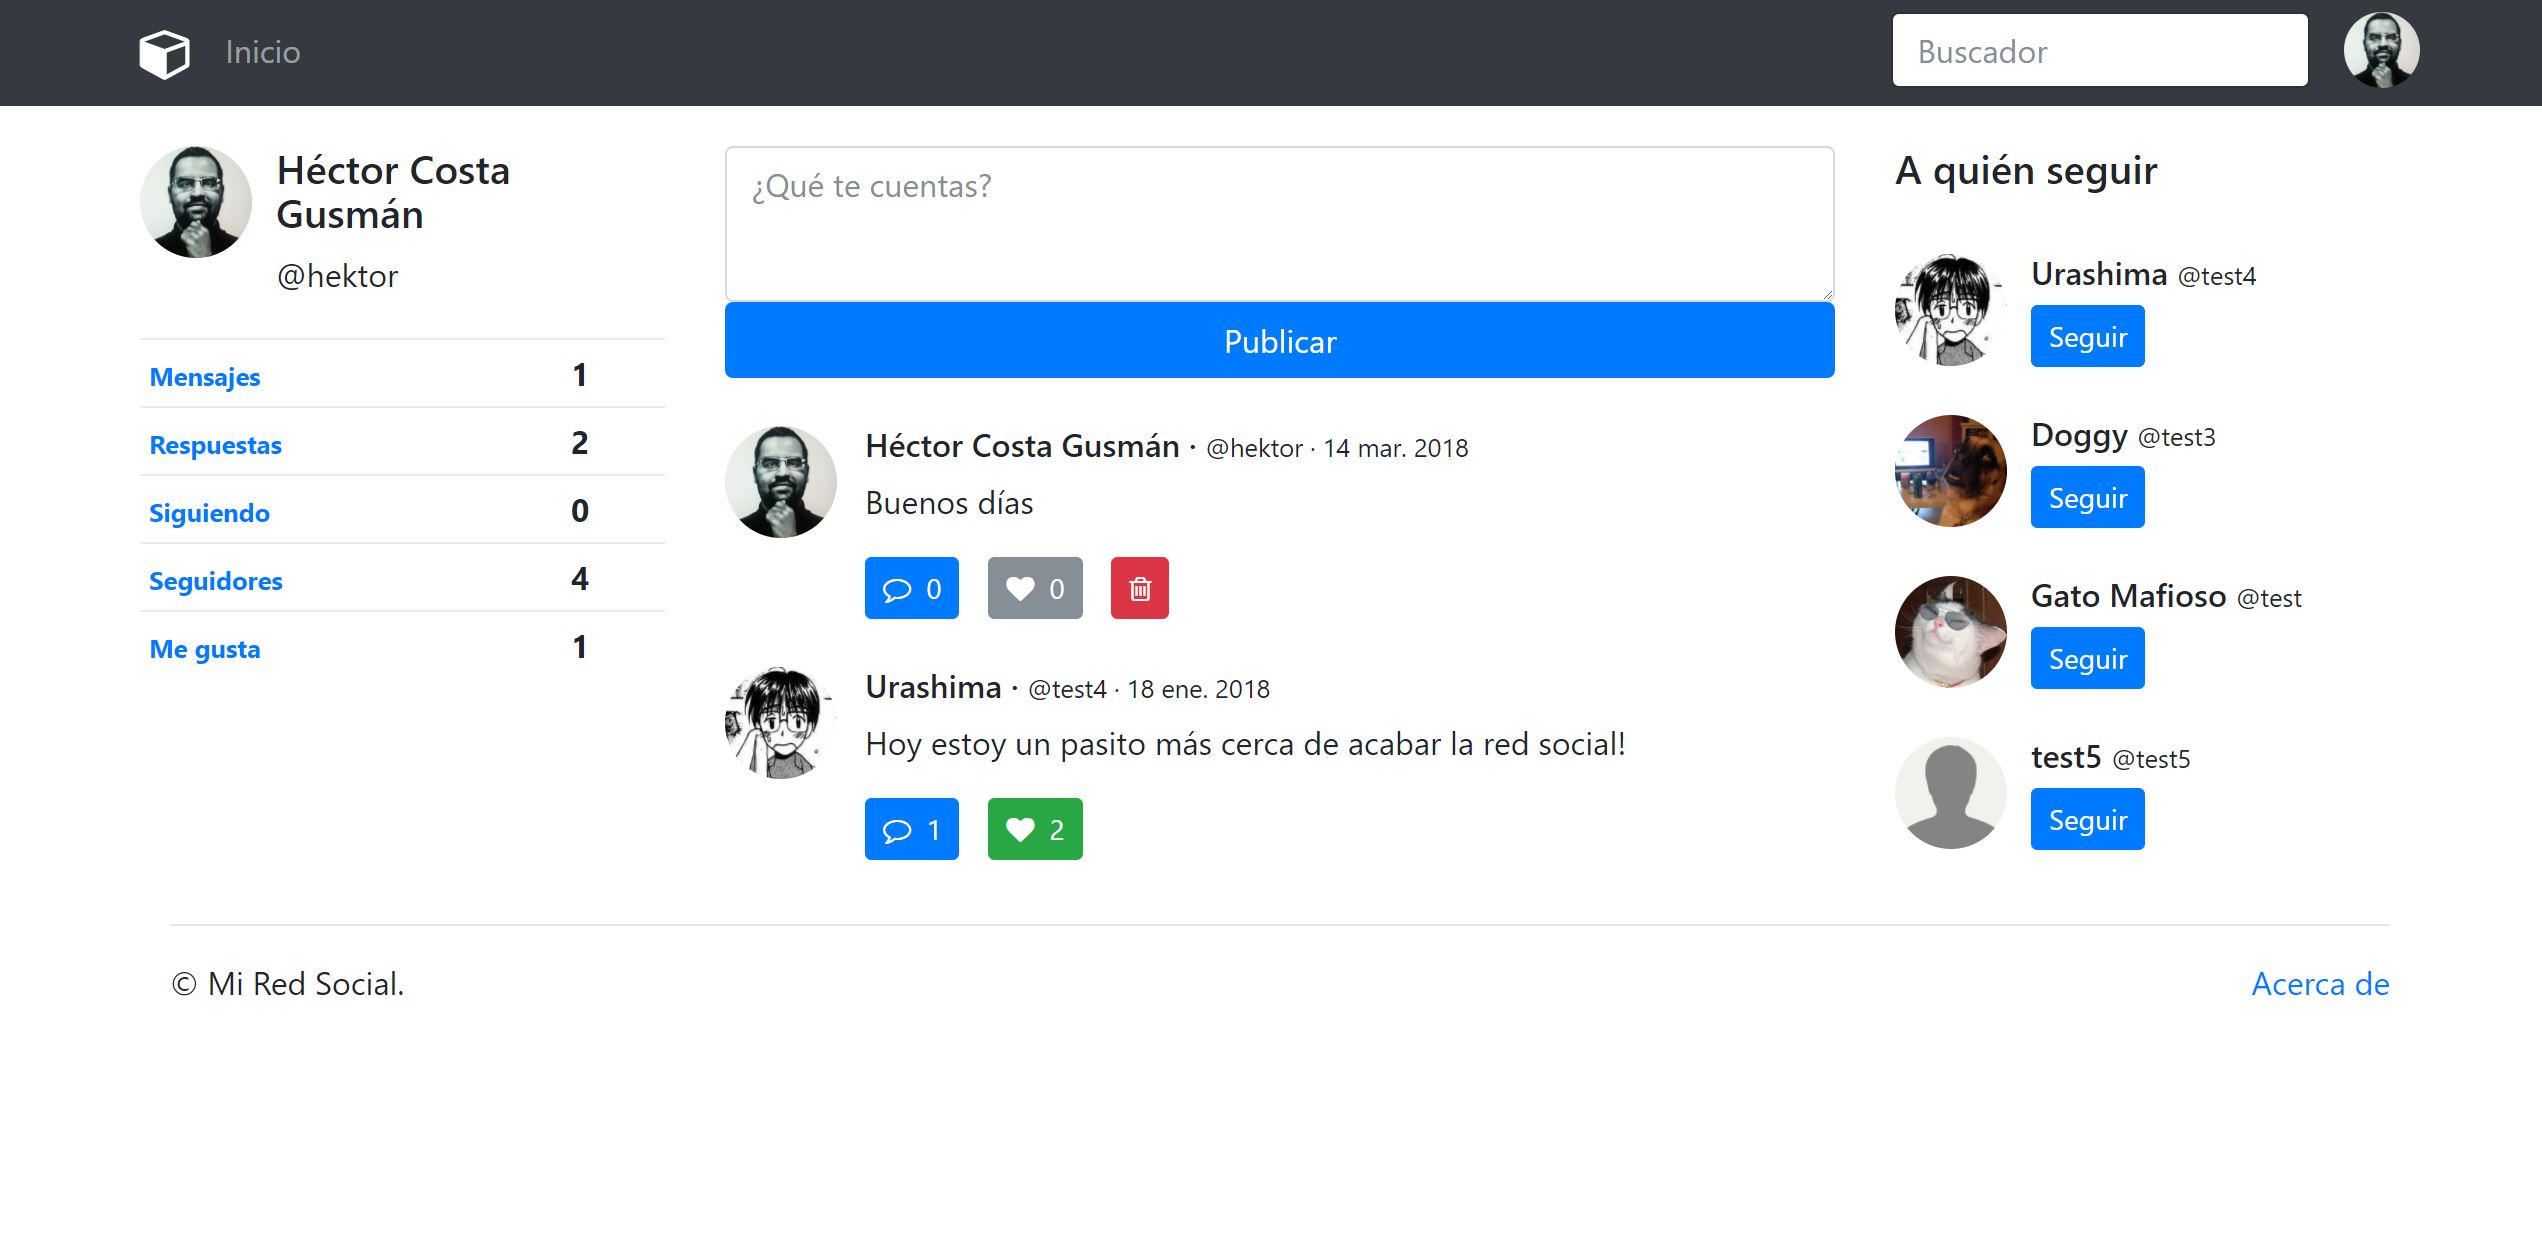 Inicio
Buscador
Héctor Costa
Gusmán
@hektor
Mensajes 1
Respuestas 2
Siguiendo 0
Seguidores 4
Me gusta 1
¿Qué te cuentas?
Publicar
Héctor Costa Gusmán · @hektor · 14 mar. 2018
Buenos días
0 0
Urashima · @test4 · 18 ene. 2018
Hoy estoy un pasito más cerca de acabar la red social!
1 2
A quién seguir
Urashima @test4
Seguir
Doggy @test3
Seguir
Gato Mafioso @test
Seguir
test5 @test5
Seguir
© Mi Red Social.
Acerca de